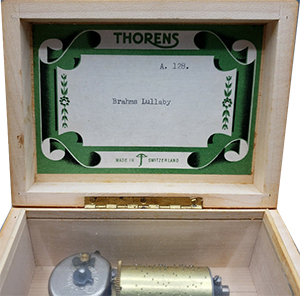 THORENS
A. 128.
Brahms Lullaby
MADE IN SWITZERLAND